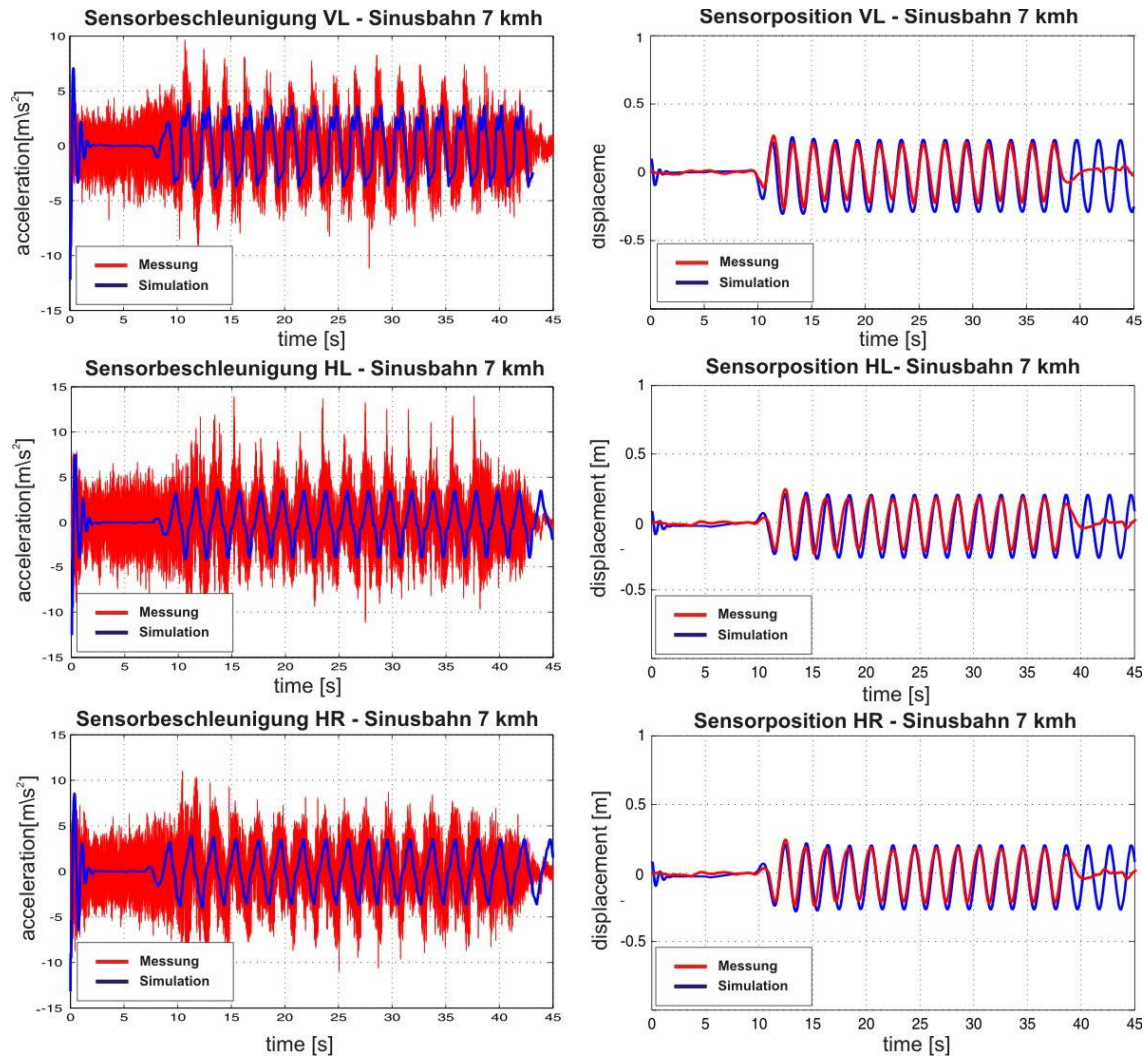 Sensorbeschleunigung VL - Sinusbahn 7 kmh
10
5
0
-5
-10
-15
acceleration[m\s²]
Messung
Simulation
0 5 10 15 20 25 30 35 40 45
time [s]
Sensorposition VL - Sinusbahn 7 kmh
1
0.5
0
-0.5
displaceme
Messung
Simulation
0 5 10 15 20 25 30 35 40 45
time [s]
Sensorbeschleunigung HL - Sinusbahn 7 kmh
15
10
5
0
-5
-10
-15
acceleration[m\s²]
Messung
Simulation
0 5 10 15 20 25 30 35 40 45
time [s]
Sensorposition HL- Sinusbahn 7 kmh
1
0.5
0
-
-0.5
displacement [m]
Messung
Simulation
0 5 10 15 20 25 30 35 40 45
time [s]
Sensorbeschleunigung HR - Sinusbahn 7 kmh
15
10
5
0
-5
-10
-15
acceleration[m\s²]
Messung
Simulation
0 5 10 15 20 25 30 35 40 45
time [s]
Sensorposition HR - Sinusbahn 7 kmh
1
0.5
0
-
-0.5
displacement [m]
Messung
Simulation
0 5 10 15 20 25 30 35 40 45
time [s]